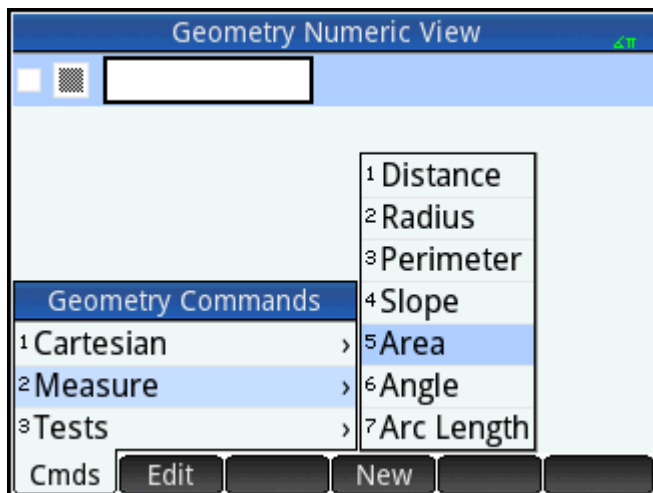 Geometry Numeric View
∡π
1 Distance
2 Radius
3 Perimeter
4 Slope
5 Area
6 Angle
7 Arc Length
Geometry Commands
1 Cartesian ›
2 Measure ›
3 Tests ›
Cmds Edit New